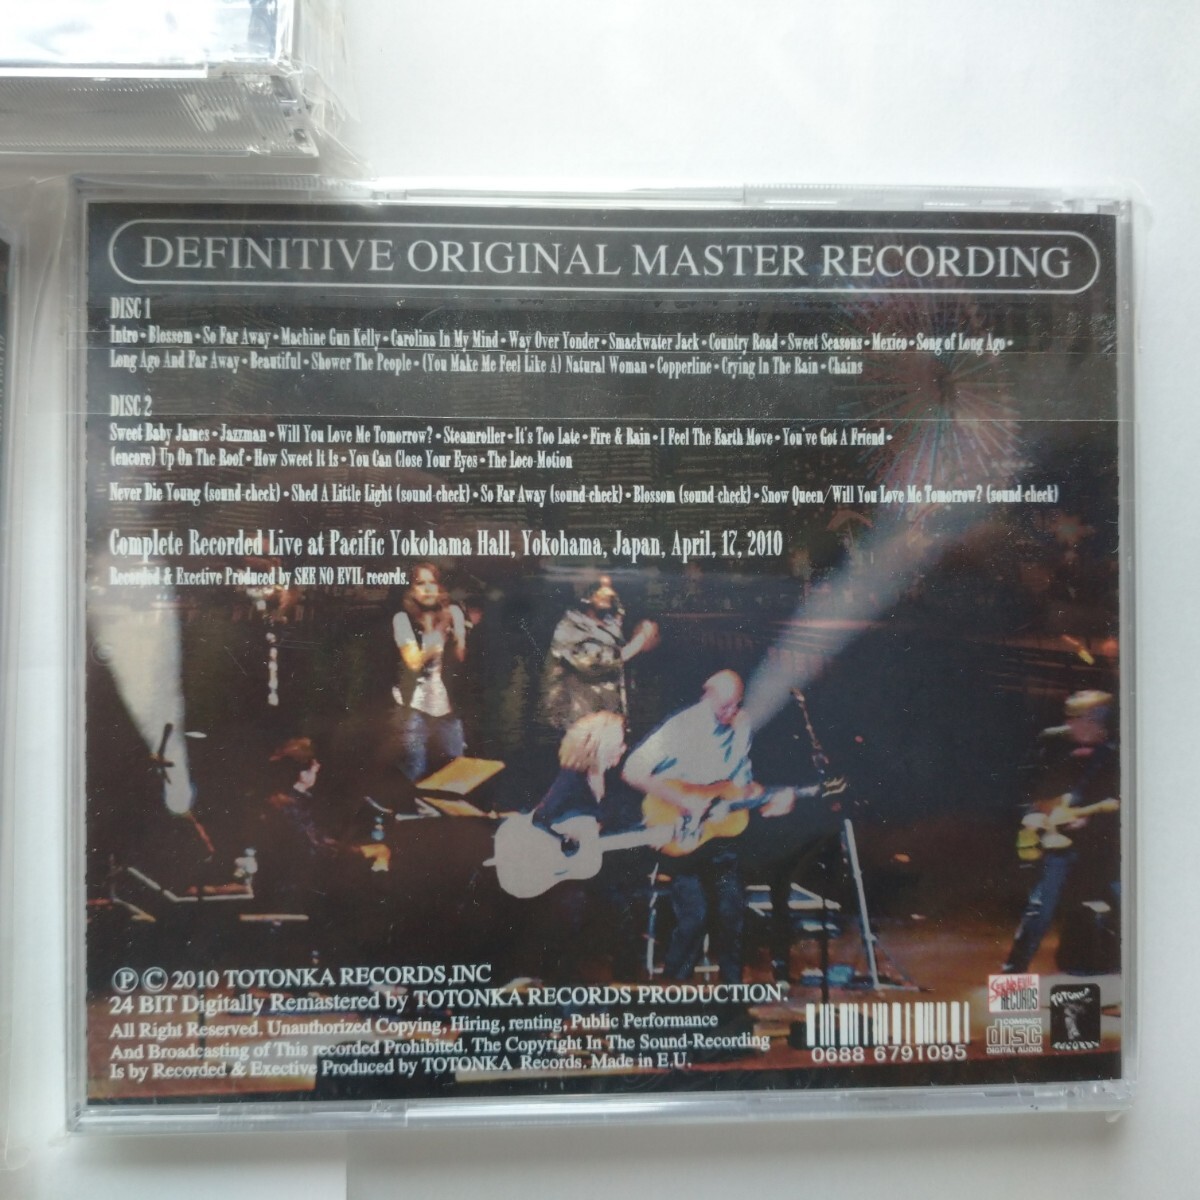 DEFINITIVE ORIGINAL MASTER RECORDING
DISC 1
Intro • Blossom • So Far Away • Machine Gun Kelly • Carolina In My Mind • Way Over Yonder • Smackwater Jack • Country Road • Sweet Seasons • Mexico • Song of Long Ago •
Long Ago And Far Away • Beautiful • Shower The People • (You Make Me Feel Like A) Natural Woman • Copperline • Crying In The Rain • Chains
DISC 2
Sweet Baby James • Jazzman • Will You Love Me Tomorrow? • Steamroller • It's Too Late • Fire & Rain • I Feel The Earth Move • You've Got A Friend •
(encore) Up On The Roof • How Sweet It Is • You Can Close Your Eyes • The Loco-Motion
Never Die Young (sound-check) • Shed A Little Light (sound-check) • So Far Away (sound-check) • Blossom (sound-check) • Snow Queen/Will You Love Me Tomorrow? (sound-check)
Complete Recorded Live at Pacific Yokohama Hall, Yokohama, Japan, April, 17, 2010
Recorded & Exective Produced by SEE NO EVIL records.
Ⓟ © 2010 TOTONKA RECORDS,INC
24 BIT Digitally Remastered by TOTONKA RECORDS PRODUCTION.
All Right Reserved. Unauthorized Copying, Hiring, renting, Public Performance
And Broadcasting of This recorded Prohibited. The Copyright In The Sound-Recording
Is by Recorded & Exective Produced by TOTONKA Records. Made in E.U.
0688 6791095
SEE NO EVIL
RECORDS
COMPACT
disc
DIGITAL AUDIO
TOTONKA
RECORDS